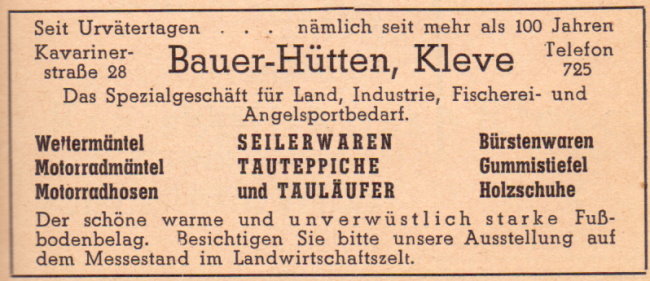 Seit Urvätertagen . . . nämlich seit mehr als 100 Jahren
Kavariner-
straße 28
Bauer-Hütten, Kleve
Telefon
725
Das Spezialgeschäft für Land, Industrie, Fischerei- und
Angelsportbedarf.
Wettermäntel SEILERWAREN Bürstenwaren
Motorradmäntel TAUTEPPICHE Gummistiefel
Motorradhosen und TAULÄUFER Holzschuhe
Der schöne warme und unverwüstlich starke Fuß-
bodenbelag. Besichtigen Sie bitte unsere Ausstellung auf
dem Messestand im Landwirtschaftszelt.